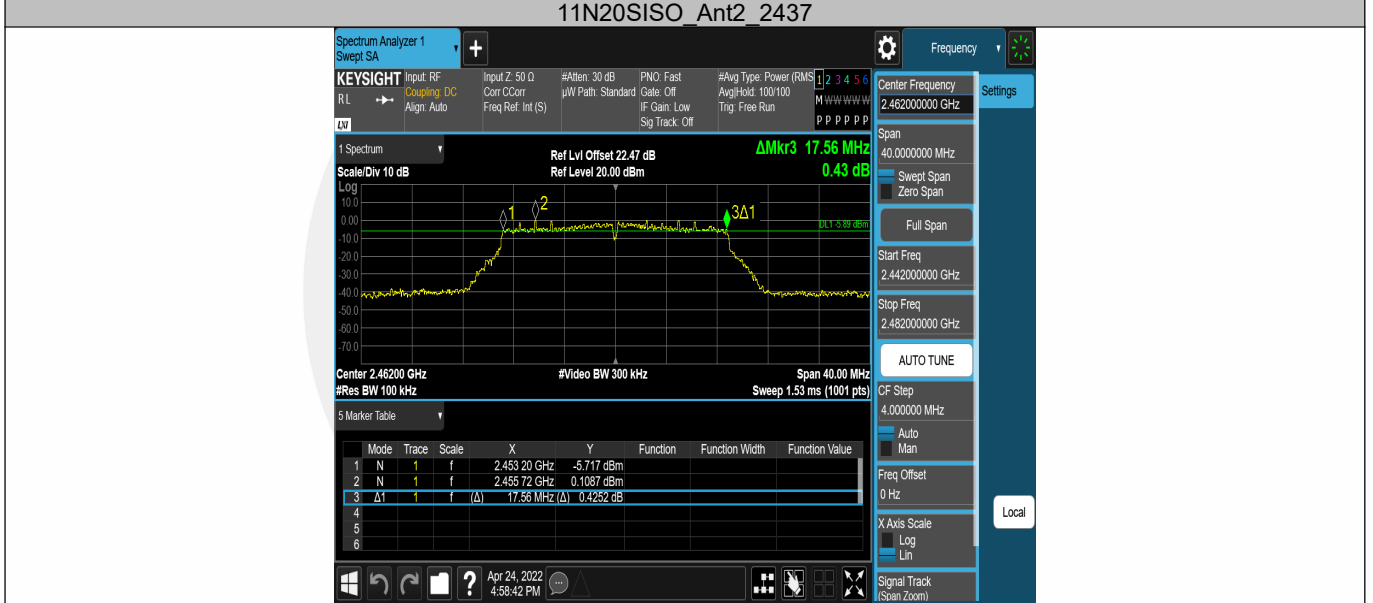 11N20SISO_Ant2_2437
Spectrum Analyzer 1
Swept SA
+
Frequency
KEYSIGHT
RL
LXI
Input: RF
Coupling: DC
Align: Auto
Input Z: 50 Ω
Corr CCorr
Freq Ref: Int (S)
#Atten: 30 dB
µW Path: Standard
PNO: Fast
Gate: Off
IF Gain: Low
Sig Track: Off
#Avg Type: Power (RMS
Avg|Hold: 100/100
Trig: Free Run
1 2 3 4 5 6
M W W W W W
P P P P P P
Center Frequency
2.462000000 GHz
Settings
Span
40.0000000 MHz
Swept Span
Zero Span
Full Span
Start Freq
2.442000000 GHz
Stop Freq
2.482000000 GHz
AUTO TUNE
CF Step
4.000000 MHz
Auto
Man
Freq Offset
0 Hz
X Axis Scale
Log
Lin
Signal Track
(Span Zoom)
Local
1 Spectrum
Scale/Div 10 dB
Ref Lvl Offset 22.47 dB
Ref Level 20.00 dBm
ΔMkr3 17.56 MHz
0.43 dB
Log
10.0
0.00
-10.0
-20.0
-30.0
-40.0
-50.0
-60.0
-70.0
1
2
3Δ1
DL1 -5.89 dBm
Center 2.46200 GHz
#Video BW 300 kHz
Span 40.00 MHz
#Res BW 100 kHz
Sweep 1.53 ms (1001 pts)
5 Marker Table
Mode Trace Scale X Y Function Function Width Function Value
1 N 1 f 2.453 20 GHz -5.717 dBm
2 N 1 f 2.455 72 GHz 0.1087 dBm
3 Δ1 1 f (Δ) 17.56 MHz (Δ) 0.4252 dB
4
5
6
?
Apr 24, 2022
4:58:42 PM